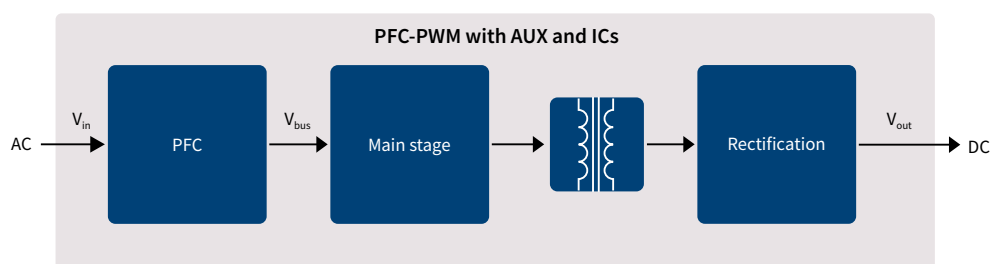 PFC-PWM with AUX and ICs
AC
Vin
PFC
Vbus
Main stage
Rectification
Vout
DC